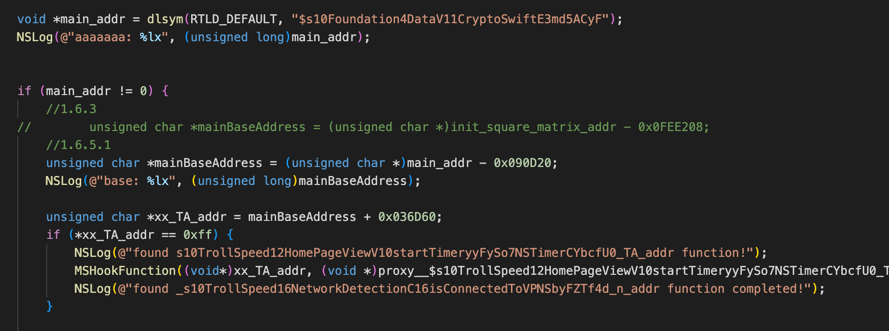 void *main_addr = dlsym(RTLD_DEFAULT, "$s10Foundation4DataV11CryptoSwiftE3md5ACyF");
NSLog(@"aaaaaaa: %lx", (unsigned long)main_addr);
if (main_addr != 0) {
//1.6.3
// unsigned char *mainBaseAddress = (unsigned char *)init_square_matrix_addr - 0x0FEE208;
//1.6.5.1
unsigned char *mainBaseAddress = (unsigned char *)main_addr - 0x090D20;
NSLog(@"base: %lx", (unsigned long)mainBaseAddress);
unsigned char *xx_TA_addr = mainBaseAddress + 0x036D60;
if (*xx_TA_addr == 0xff) {
NSLog(@"found s10TrollSpeed12HomePageViewV10startTimeryyFySo7NSTimerCYbcfU0_TA_addr function!");
MSHookFunction((void*)xx_TA_addr, (void *)proxy__$s10TrollSpeed12HomePageViewV10startTimeryyFySo7NSTimerCYbcfU0_T
NSLog(@"found _s10TrollSpeed16NetworkDetectionC16isConnectedToVPNSbyFZTf4d_n_addr function completed!");
}